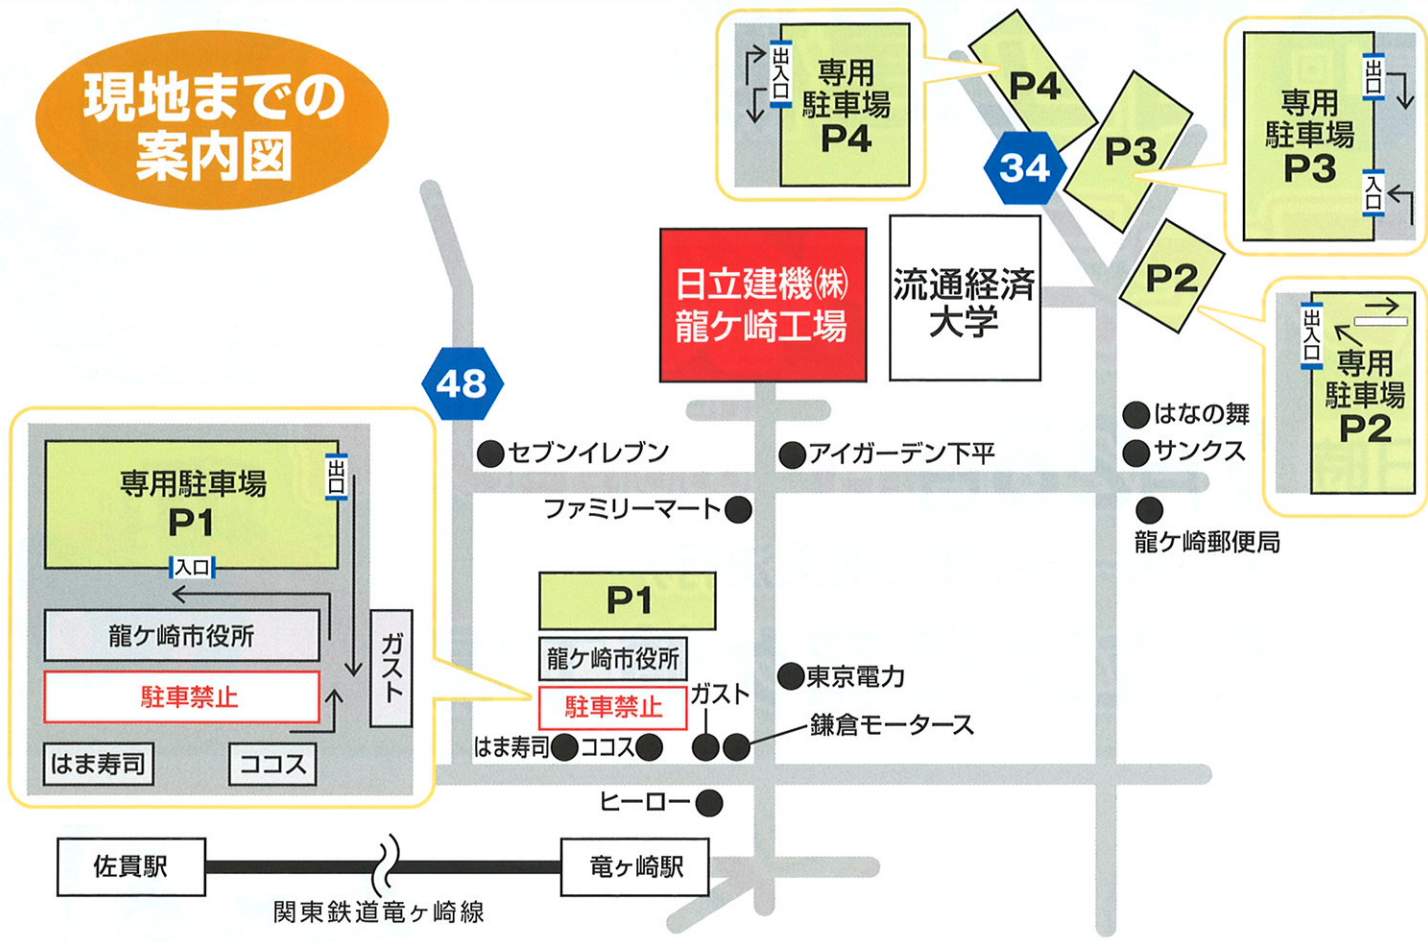 現地までの
案内図
出入口
専用
駐車場
P4
P4
34
P3
出口
専用
駐車場
P3
入口
日立建機㈱
龍ケ崎工場
流通経済
大学
P2
出入口
専用
駐車場
P2
48
セブンイレブン
アイガーデン下平
はなの舞
サンクス
ファミリーマート
龍ケ崎郵便局
専用駐車場
P1
出口
入口
龍ケ崎市役所
駐車禁止
ガスト
はま寿司
ココス
P1
龍ケ崎市役所
駐車禁止
ガスト
東京電力
鎌倉モータース
はま寿司
ココス
ヒーロー
佐貫駅
竜ヶ崎駅
関東鉄道竜ヶ崎線